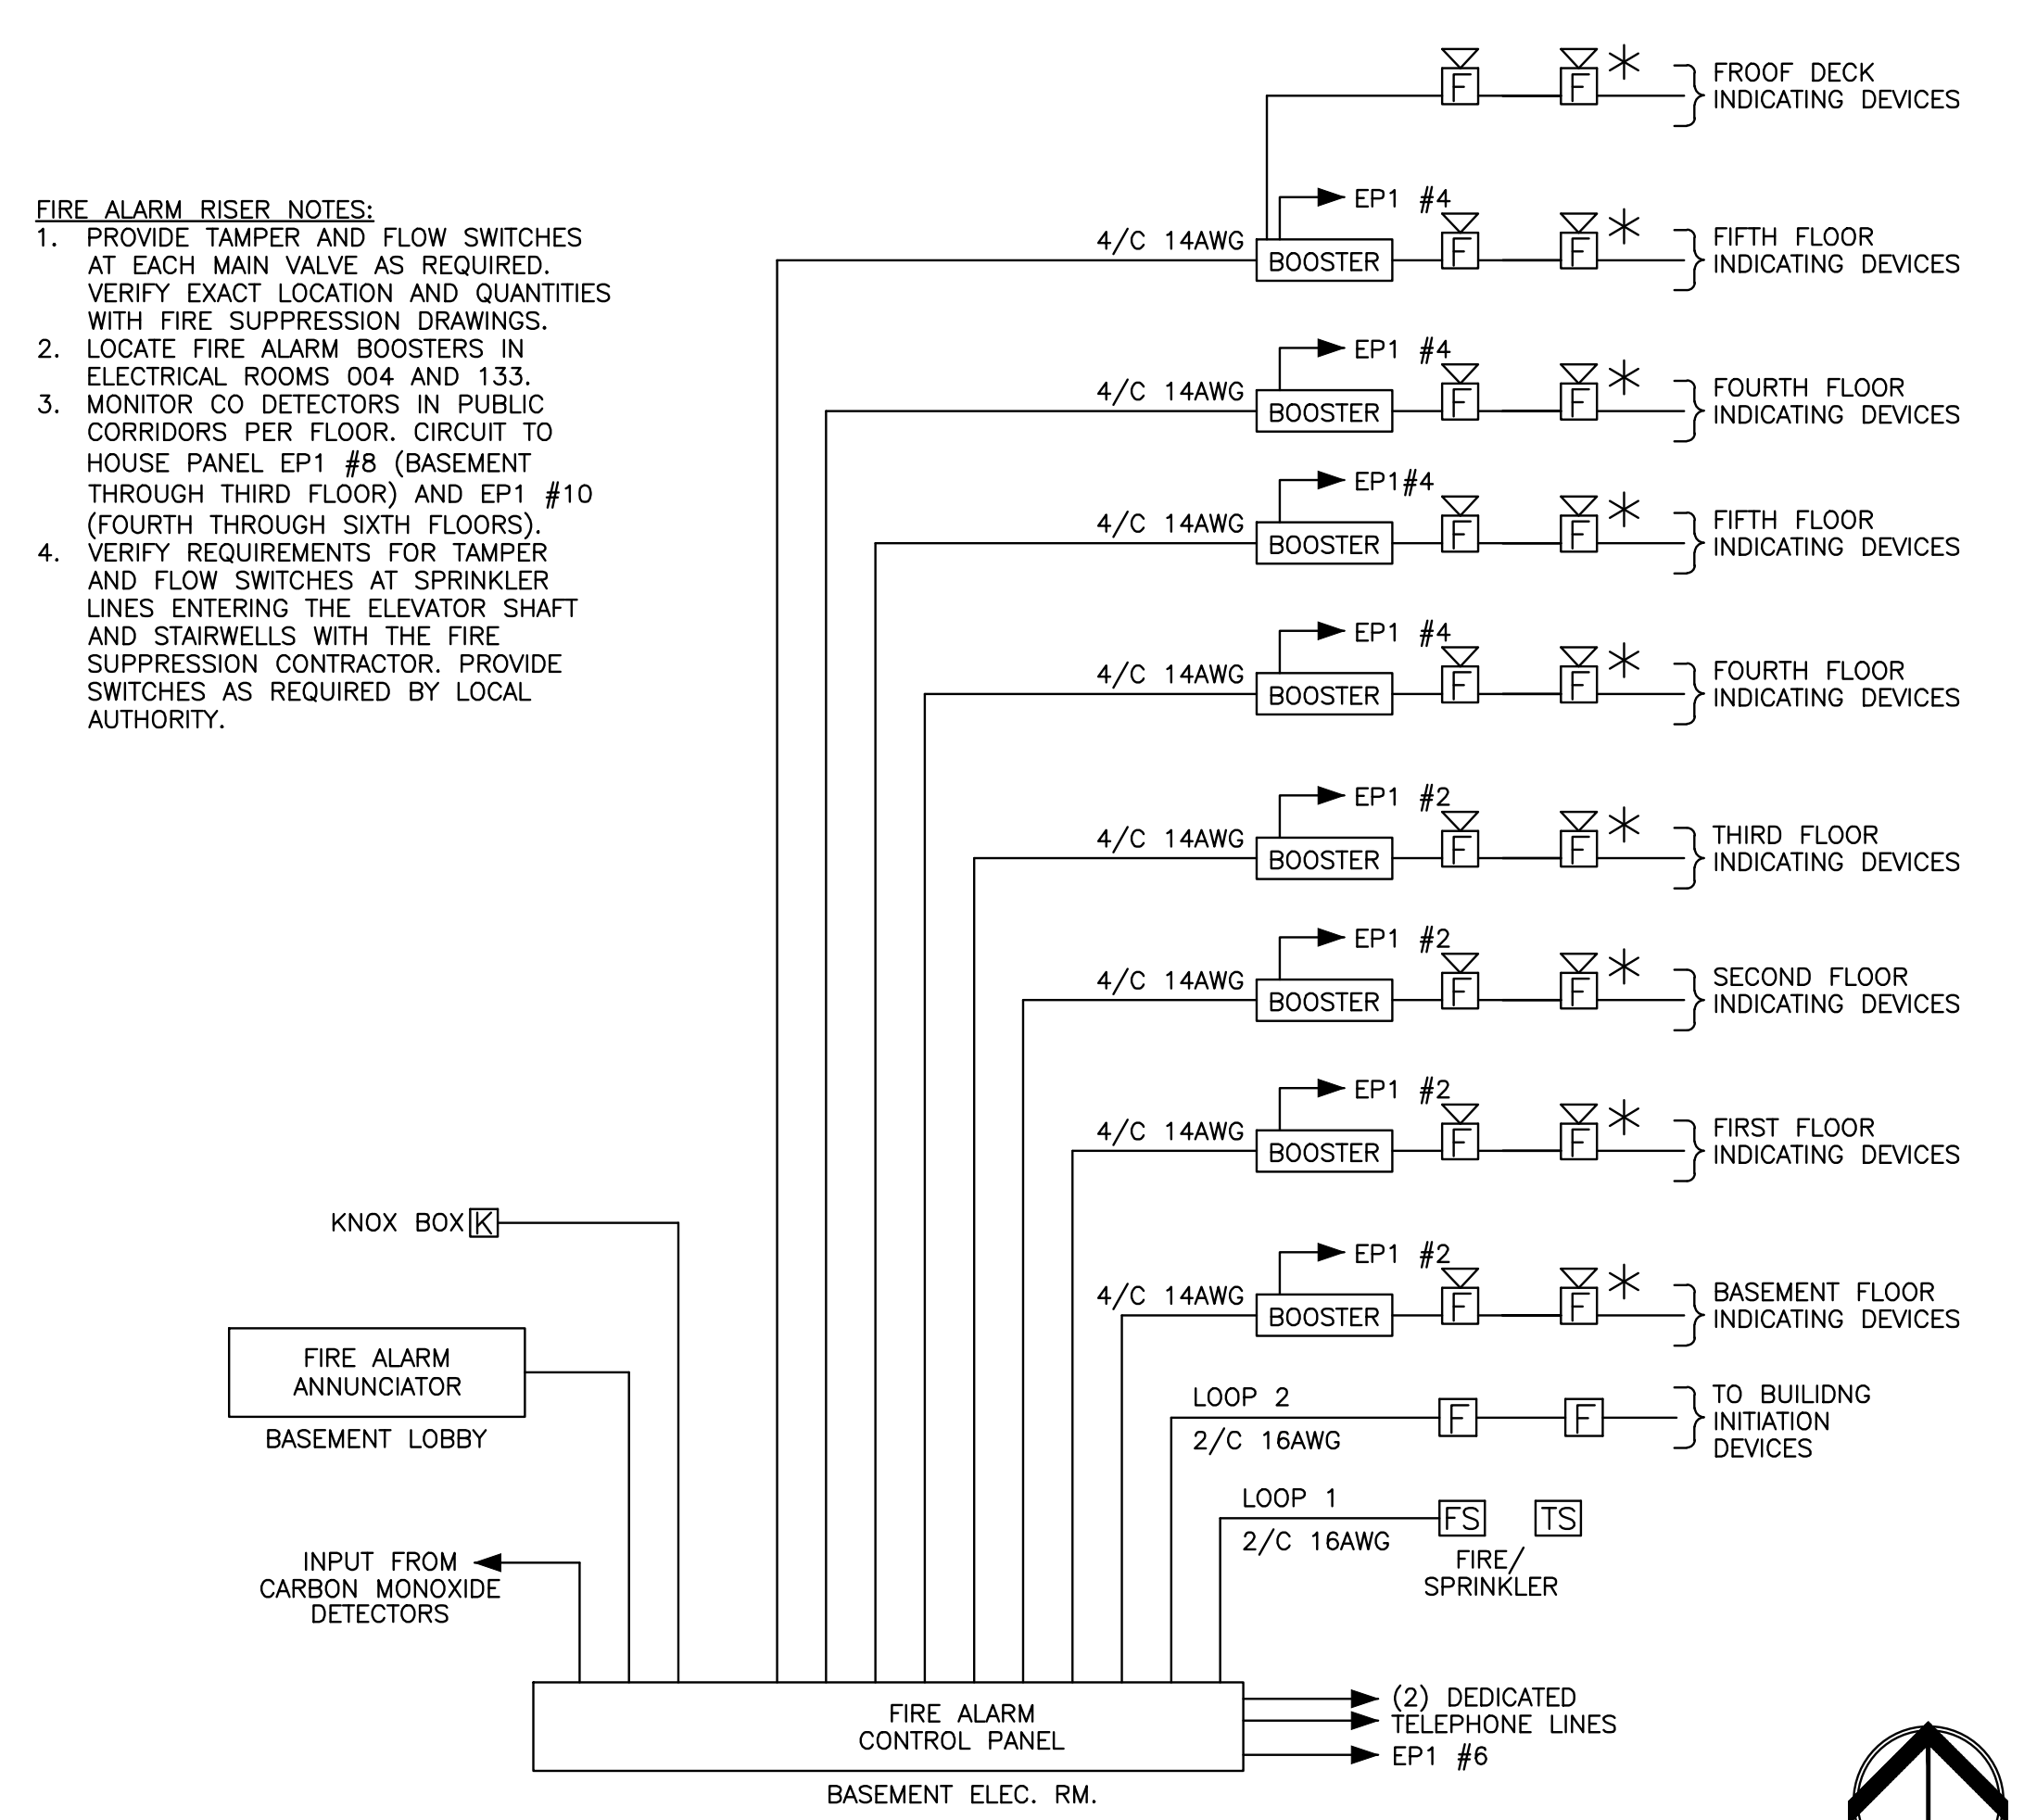 FIRE ALARM RISER NOTES:
1. PROVIDE TAMPER AND FLOW SWITCHES
AT EACH MAIN VALVE AS REQUIRED.
VERIFY EXACT LOCATION AND QUANTITIES
WITH FIRE SUPPRESSION DRAWINGS.
2. LOCATE FIRE ALARM BOOSTERS IN
ELECTRICAL ROOMS 004 AND 133.
3. MONITOR CO DETECTORS IN PUBLIC
CORRIDORS PER FLOOR. CIRCUIT TO
HOUSE PANEL EP1 #8 (BASEMENT
THROUGH THIRD FLOOR) AND EP1 #10
(FOURTH THROUGH SIXTH FLOORS).
4. VERIFY REQUIREMENTS FOR TAMPER
AND FLOW SWITCHES AT SPRINKLER
LINES ENTERING THE ELEVATOR SHAFT
AND STAIRWELLS WITH THE FIRE
SUPPRESSION CONTRACTOR. PROVIDE
SWITCHES AS REQUIRED BY LOCAL
AUTHORITY.
F F
FROOF DECK
INDICATING DEVICES
EP1 #4
4/C 14AWG
BOOSTER
F F
FIFTH FLOOR
INDICATING DEVICES
EP1 #4
4/C 14AWG
BOOSTER
F F
FOURTH FLOOR
INDICATING DEVICES
EP1#4
4/C 14AWG
BOOSTER
F F
FIFTH FLOOR
INDICATING DEVICES
EP1 #4
4/C 14AWG
BOOSTER
F F
FOURTH FLOOR
INDICATING DEVICES
EP1 #2
4/C 14AWG
BOOSTER
F F
THIRD FLOOR
INDICATING DEVICES
EP1 #2
4/C 14AWG
BOOSTER
F F
SECOND FLOOR
INDICATING DEVICES
EP1 #2
4/C 14AWG
BOOSTER
F F
FIRST FLOOR
INDICATING DEVICES
KNOX BOX K
EP1 #2
4/C 14AWG
BOOSTER
F F
BASEMENT FLOOR
INDICATING DEVICES
FIRE ALARM
ANNUNCIATOR
BASEMENT LOBBY
LOOP 2
2/C 16AWG
F F
TO BUILIDNG
INITIATION
DEVICES
LOOP 1
2/C 16AWG
FS TS
FIRE/
SPRINKLER
INPUT FROM
CARBON MONOXIDE
DETECTORS
FIRE ALARM
CONTROL PANEL
BASEMENT ELEC. RM.
(2) DEDICATED
TELEPHONE LINES
EP1 #6